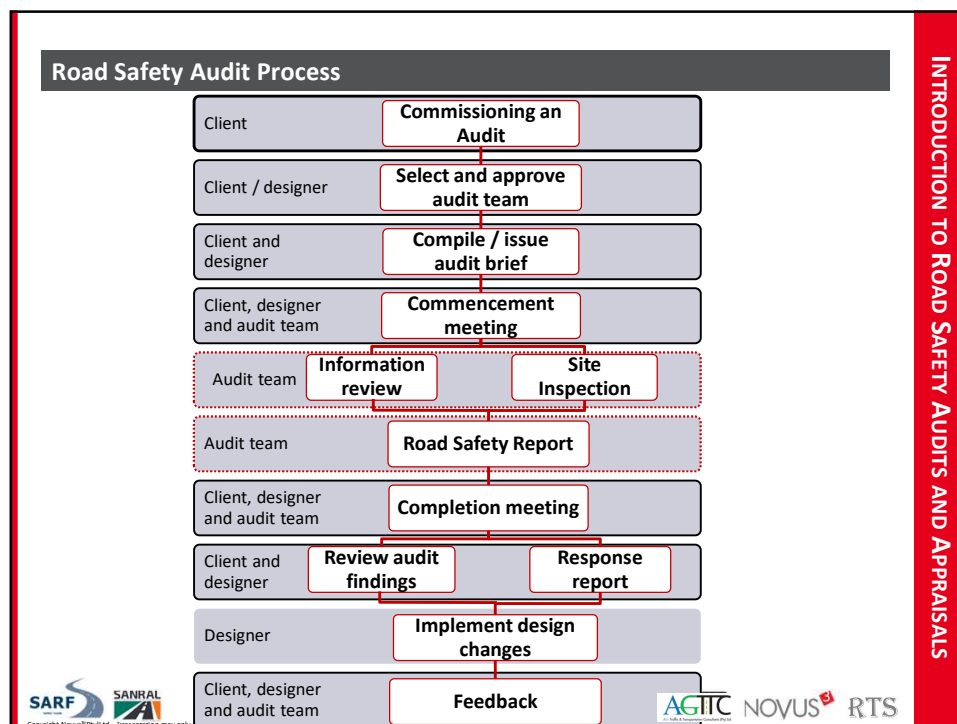 Road Safety Audit Process
Client
Commissioning an
Audit
Client / designer
Select and approve
audit team
Client and
designer
Compile / issue
audit brief
Client, designer
and audit team
Commencement
meeting
Audit team
Information
review
Site
Inspection
Audit team
Road Safety Report
Client, designer
and audit team
Completion meeting
Client and
designer
Review audit
findings
Response
report
Designer
Implement design
changes
Client, designer
and audit team
Feedback
INTRODUCTION TO ROAD SAFETY AUDITS AND APPRAISALS
SARF
SANRAL
NOVUS3
RTS